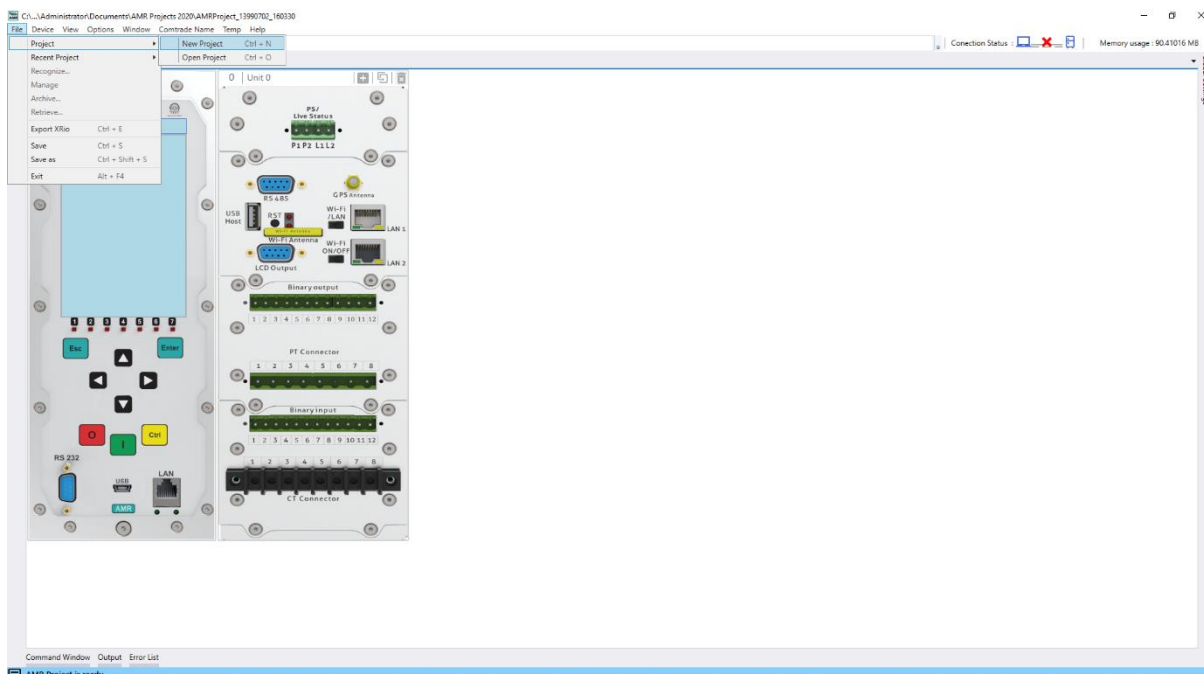 C:\...\Administrator\Documents\AMR Projects 2020\AMRProject_13990702_160330
File Device View Options Window Comtrade Name Temp Help
Project
New Project Ctrl + N
Conection Status :
Memory usage : 90.41016 MB
Recent Project
Open Project Ctrl + O
Recognize...
Manage
Archive...
Retrieve...
Export XRio Ctrl + E
Save Ctrl + S
Save as Ctrl + Shift + S
Exit Alt + F4
0 Unit 0
PS/
Live Status
P1 P2 L1 L2
RS 485
GPS Antenna
USB
Host
RST
Wi-Fi
/LAN
LAN 1
Wi-Fi Antenna
Wi-Fi
ON/OFF
LCD Output
LAN 2
Binary output
1 2 3 4 5 6 7 8 9 10 11 12
PT Connector
1 2 3 4 5 6 7 8
Binary input
1 2 3 4 5 6 7 8 9 10 11 12
1 2 3 4 5 6 7 8
CT Connector
1 2 3 4 5 6 7
Esc
Enter
O
I
Ctrl
RS 232
USB
LAN
AMR
Command Window Output Error List
AMR Project is ready